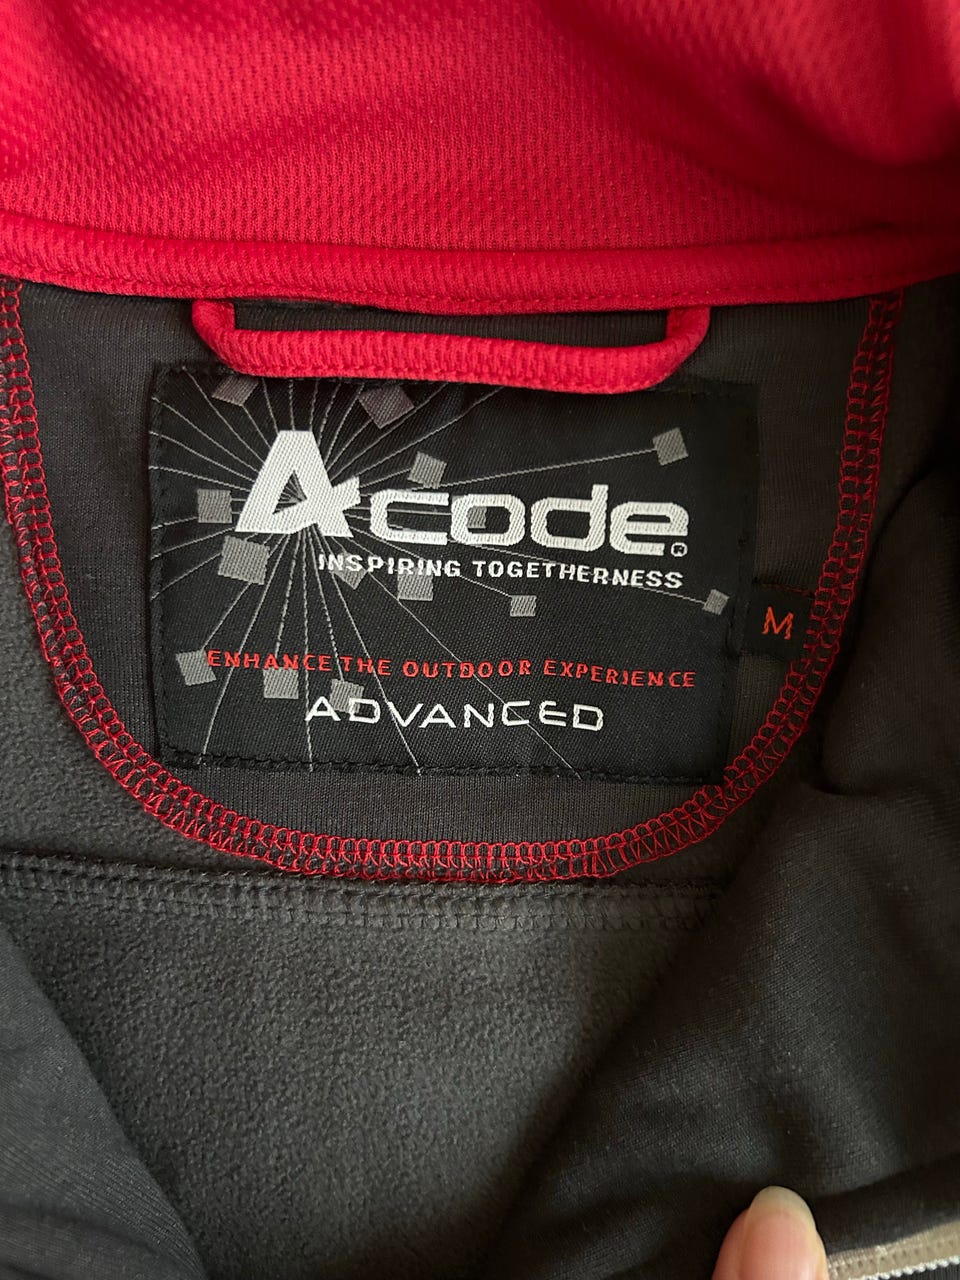 Acode®
INSPIRING TOGETHERNESS
M
ENHANCE THE OUTDOOR EXPERIENCE
ADVANCED